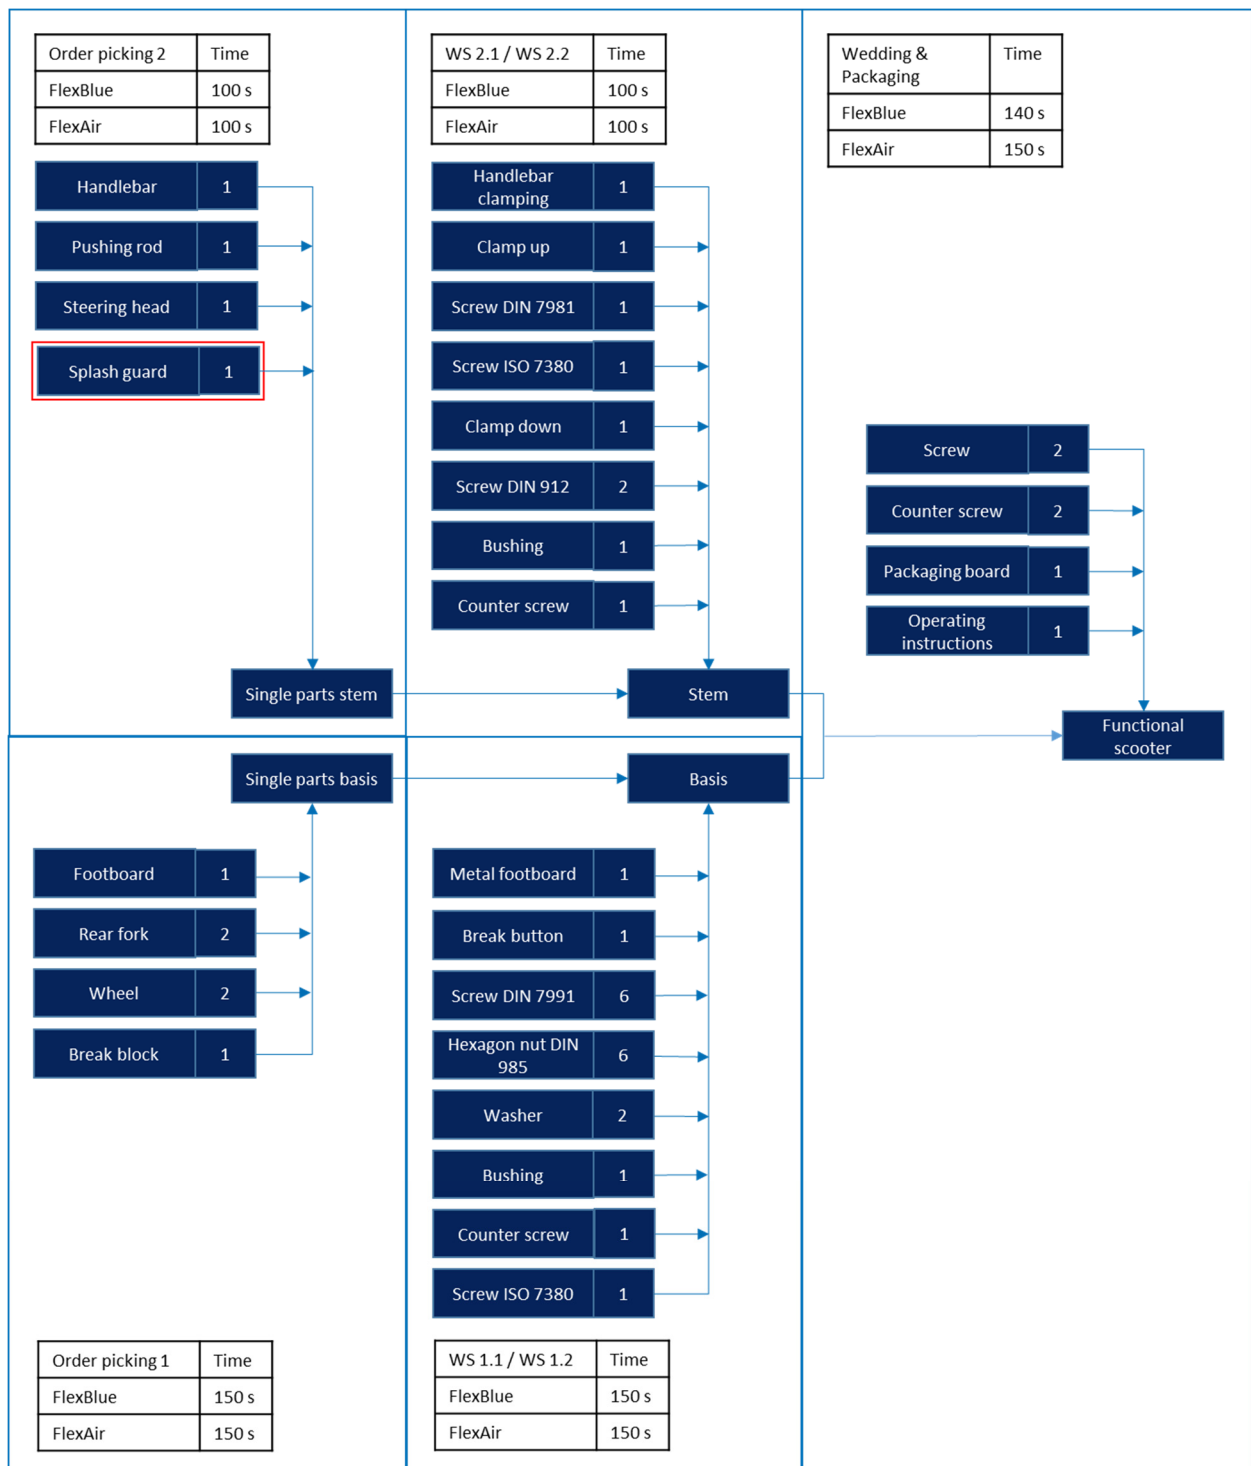 Order picking 2 Time
FlexBlue 100 s
FlexAir 100 s
Handlebar 1
Pushing rod 1
Steering head 1
Splash guard 1
Single parts stem
WS 2.1 / WS 2.2 Time
FlexBlue 100 s
FlexAir 100 s
Handlebar
clamping 1
Clamp up 1
Screw DIN 7981 1
Screw ISO 7380 1
Clamp down 1
Screw DIN 912 2
Bushing 1
Counter screw 1
Stem
Wedding &
Packaging Time
FlexBlue 140 s
FlexAir 150 s
Screw 2
Counter screw 2
Packaging board 1
Operating
instructions 1
Functional
scooter
Single parts basis
Footboard 1
Rear fork 2
Wheel 2
Break block 1
Order picking 1 Time
FlexBlue 150 s
FlexAir 150 s
Basis
Metal footboard 1
Break button 1
Screw DIN 7991 6
Hexagon nut DIN
985 6
Washer 2
Bushing 1
Counter screw 1
Screw ISO 7380 1
WS 1.1 / WS 1.2 Time
FlexBlue 150 s
FlexAir 150 s